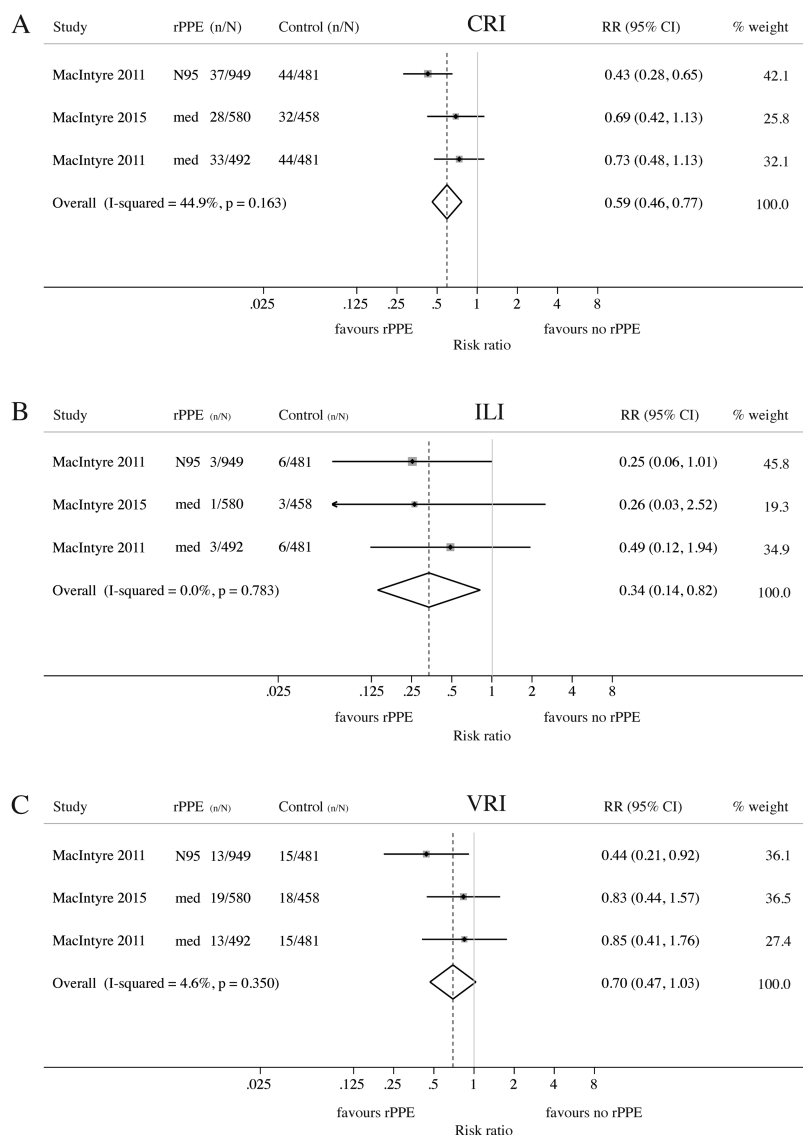 A
Study rPPE (n/N) Control (n/N) CRI RR (95% CI) % weight
MacIntyre 2011 N95 37/949 44/481 0.43 (0.28, 0.65) 42.1
MacIntyre 2015 med 28/580 32/458 0.69 (0.42, 1.13) 25.8
MacIntyre 2011 med 33/492 44/481 0.73 (0.48, 1.13) 32.1
Overall (I-squared = 44.9%, p = 0.163) 0.59 (0.46, 0.77) 100.0
.025 .125 .25 .5 1 2 4 8
favours rPPE favours no rPPE
Risk ratio
B
Study rPPE (n/N) Control (n/N) ILI RR (95% CI) % weight
MacIntyre 2011 N95 3/949 6/481 0.25 (0.06, 1.01) 45.8
MacIntyre 2015 med 1/580 3/458 0.26 (0.03, 2.52) 19.3
MacIntyre 2011 med 3/492 6/481 0.49 (0.12, 1.94) 34.9
Overall (I-squared = 0.0%, p = 0.783) 0.34 (0.14, 0.82) 100.0
.025 .125 .25 .5 1 2 4 8
favours rPPE favours no rPPE
Risk ratio
C
Study rPPE (n/N) Control (n/N) VRI RR (95% CI) % weight
MacIntyre 2011 N95 13/949 15/481 0.44 (0.21, 0.92) 36.1
MacIntyre 2015 med 19/580 18/458 0.83 (0.44, 1.57) 36.5
MacIntyre 2011 med 13/492 15/481 0.85 (0.41, 1.76) 27.4
Overall (I-squared = 4.6%, p = 0.350) 0.70 (0.47, 1.03) 100.0
.025 .125 .25 .5 1 2 4 8
favours rPPE favours no rPPE
Risk ratio